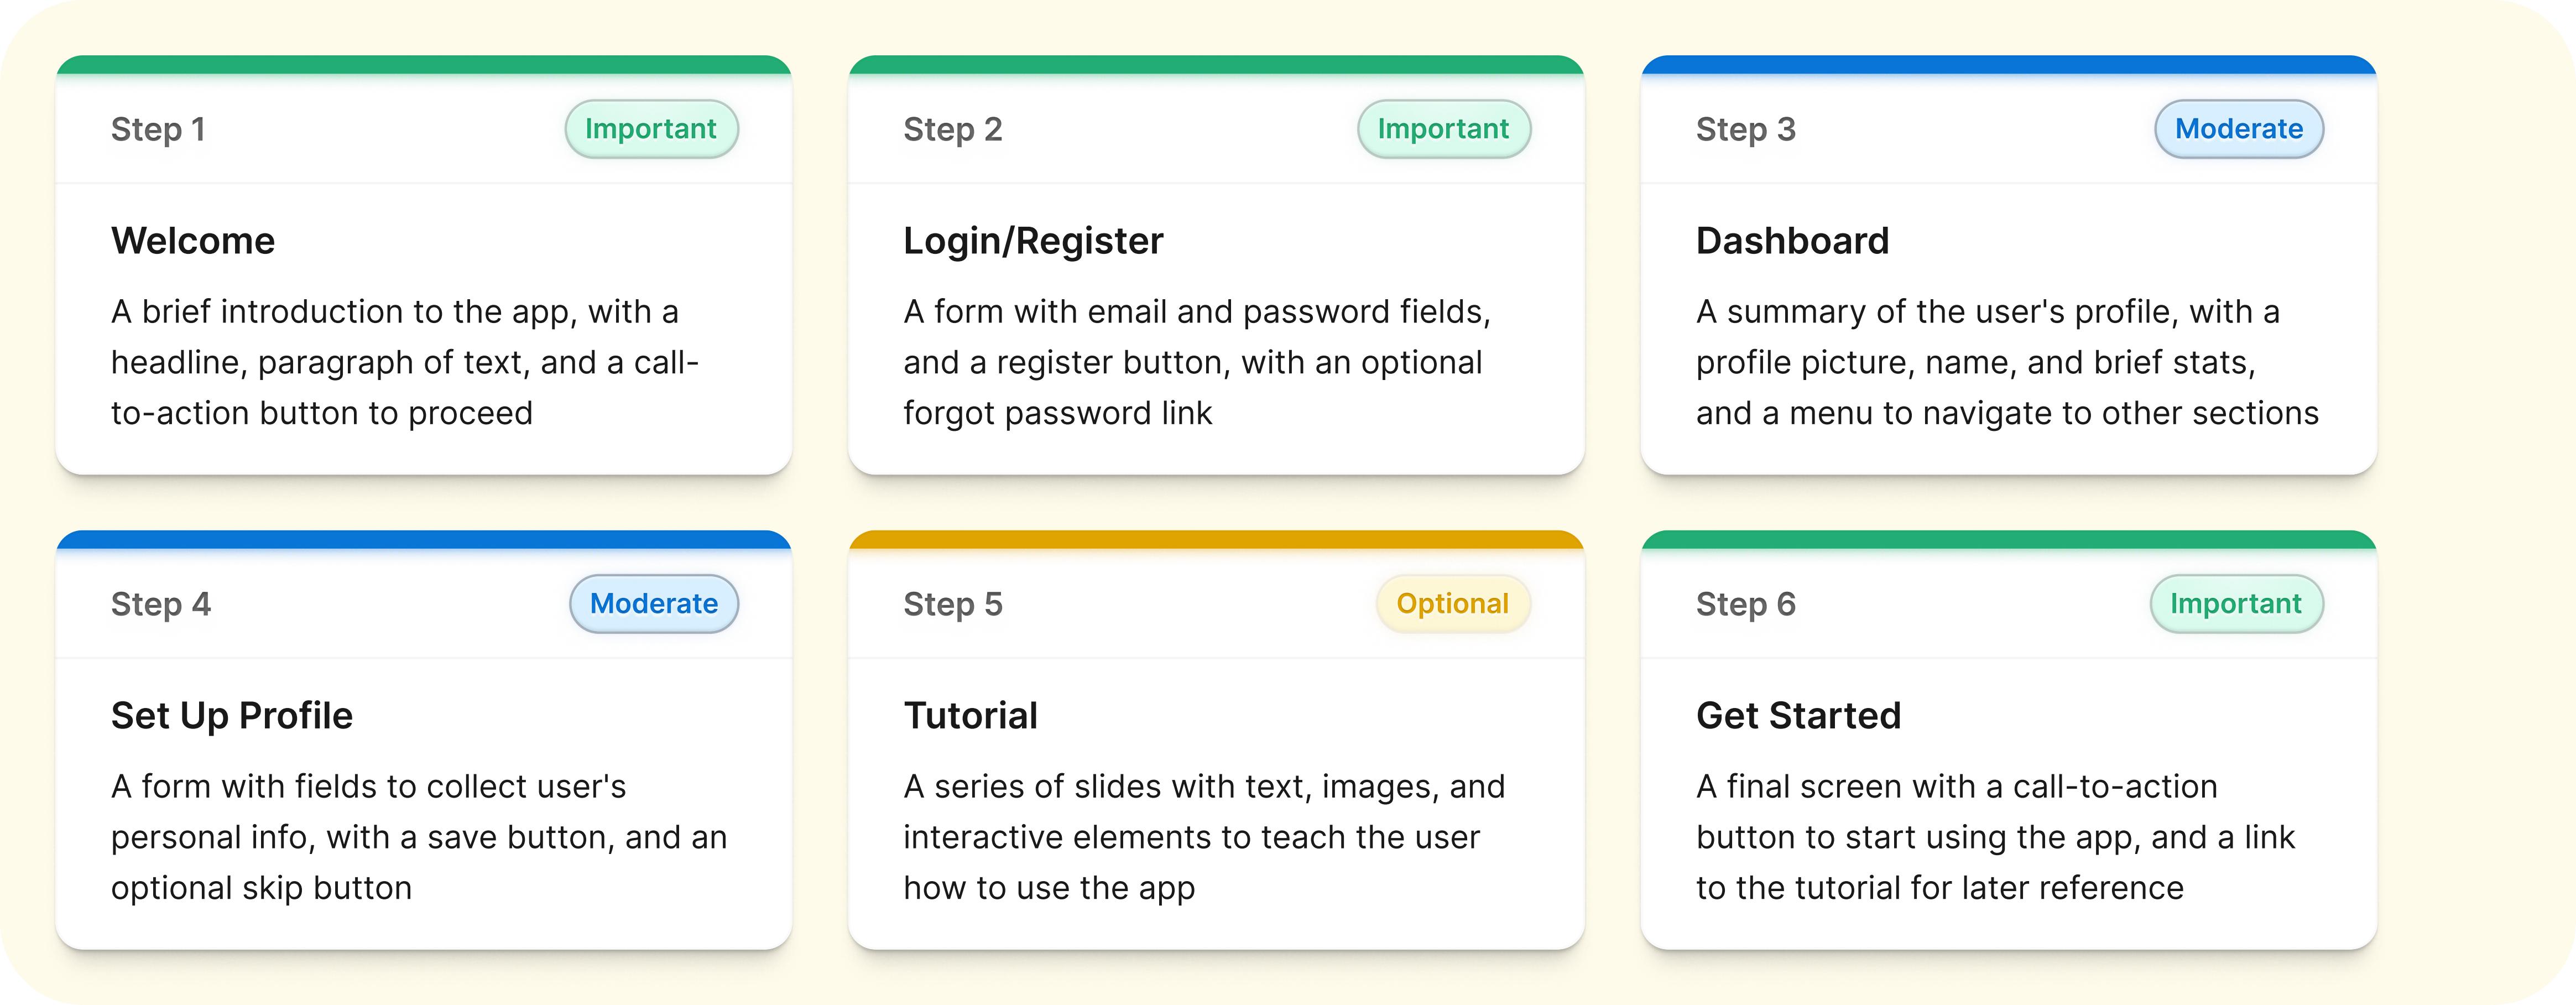 Step 1
Important
Welcome
A brief introduction to the app, with a
headline, paragraph of text, and a call-
to-action button to proceed
Step 2
Important
Login/Register
A form with email and password fields,
and a register button, with an optional
forgot password link
Step 3
Moderate
Dashboard
A summary of the user's profile, with a
profile picture, name, and brief stats,
and a menu to navigate to other sections
Step 4
Moderate
Set Up Profile
A form with fields to collect user's
personal info, with a save button, and an
optional skip button
Step 5
Optional
Tutorial
A series of slides with text, images, and
interactive elements to teach the user
how to use the app
Step 6
Important
Get Started
A final screen with a call-to-action
button to start using the app, and a link
to the tutorial for later reference